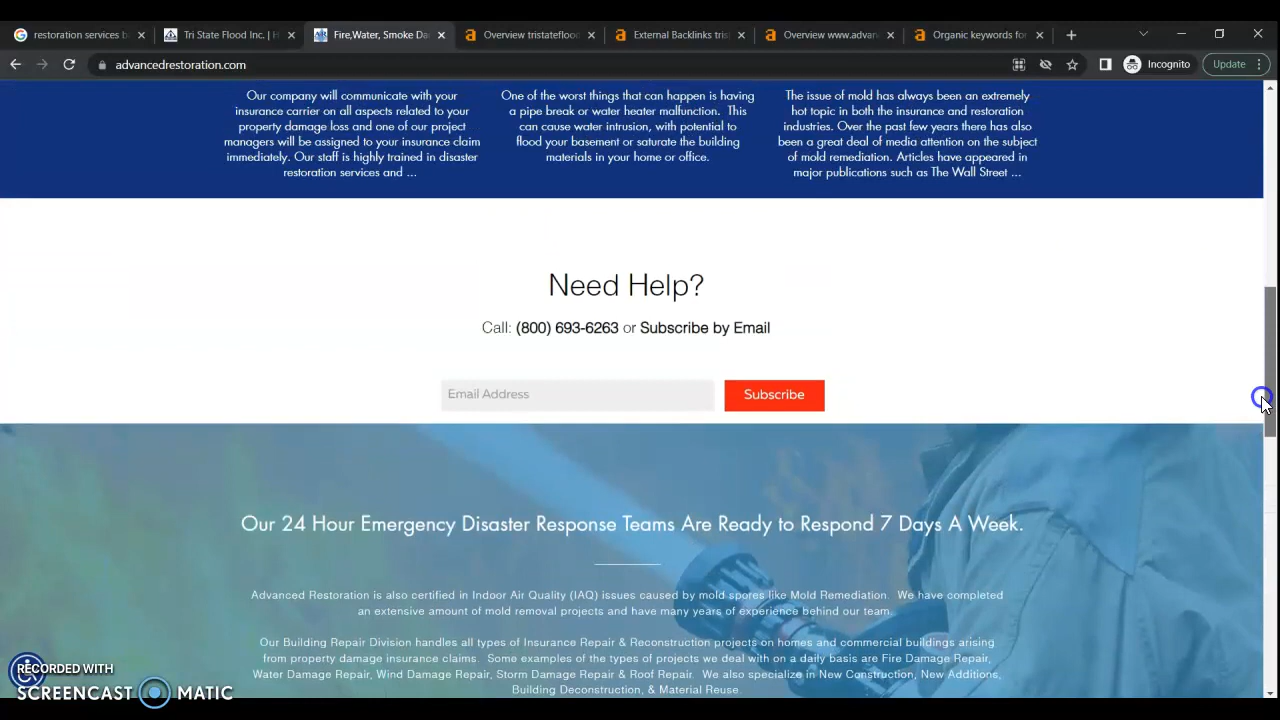 restoration services b
Tri State Flood Inc. | H
Fire,Water, Smoke Da
Overview tristateflood
External Backlinks tris
Overview www.advan
Organic keywords for
advancedrestoration.com
Incognito
Update
Our company will communicate with your
insurance carrier on all aspects related to your
property damage loss and one of our project
managers will be assigned to your insurance claim
immediately. Our staff is highly trained in disaster
restoration services and ...
One of the worst things that can happen is having
a pipe break or water heater malfunction. This
can cause water intrusion, with potential to
flood your basement or saturate the building
materials in your home or office.
The issue of mold has always been an extremely
hot topic in both the insurance and restoration
industries. Over the past few years there has also
been a great deal of media attention on the subject
of mold remediation. Articles have appeared in
major publications such as The Wall Street ...
Need Help?
Call: (800) 693-6263 or Subscribe by Email
Email Address
Subscribe
Our 24 Hour Emergency Disaster Response Teams Are Ready to Respond 7 Days A Week.
Advanced Restoration is also certified in Indoor Air Quality (IAQ) issues caused by mold spores like Mold Remediation. We have completed
an extensive amount of mold removal projects and have many years of experience behind our team.
Our Building Repair Division handles all types of Insurance Repair & Reconstruction projects on homes and commercial buildings arising
from property damage insurance claims. Some examples of the types of projects we deal with on a daily basis are Fire Damage Repair,
Water Damage Repair, Wind Damage Repair, Storm Damage Repair & Roof Repair. We also specialize in New Construction, New Additions,
Building Deconstruction, & Material Reuse.
RECORDED WITH
SCREENCAST MATIC